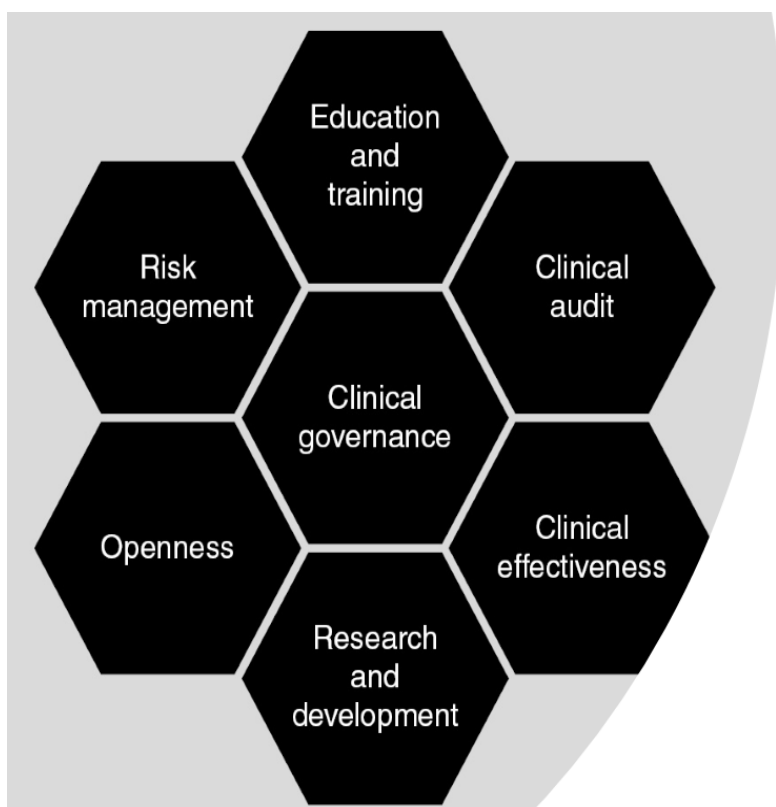 Education
and
training
Risk
management
Clinical
audit
Clinical
governance
Openness
Clinical
effectiveness
Research
and
development